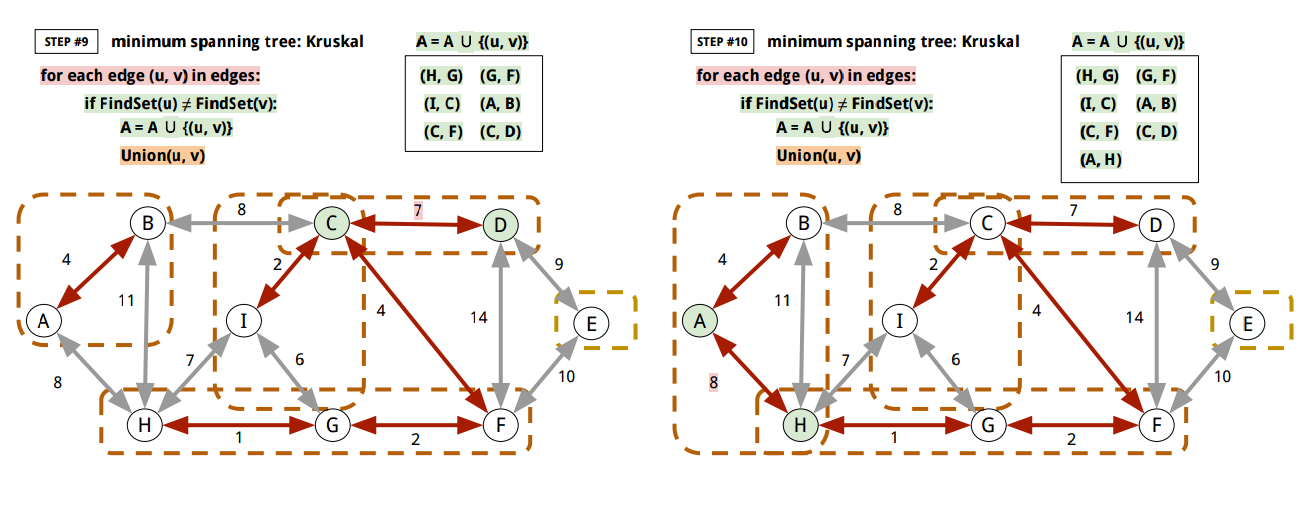 STEP #9 minimum spanning tree: Kruskal
A = A ∪ {(u, v)}
for each edge (u, v) in edges:
if FindSet(u) ≠ FindSet(v):
A = A ∪ {(u, v)}
Union(u, v)
(H, G) (G, F)
(I, C) (A, B)
(C, F) (C, D)
B 8 C 7 D
4 2 9
11 4 14
A I E
8 7 6 10
H 1 G 2 F
STEP #10 minimum spanning tree: Kruskal
A = A ∪ {(u, v)}
for each edge (u, v) in edges:
if FindSet(u) ≠ FindSet(v):
A = A ∪ {(u, v)}
Union(u, v)
(H, G) (G, F)
(I, C) (A, B)
(C, F) (C, D)
(A, H)
B 8 C 7 D
4 2 9
11 4 14
A I E
8 7 6 10
H 1 G 2 F